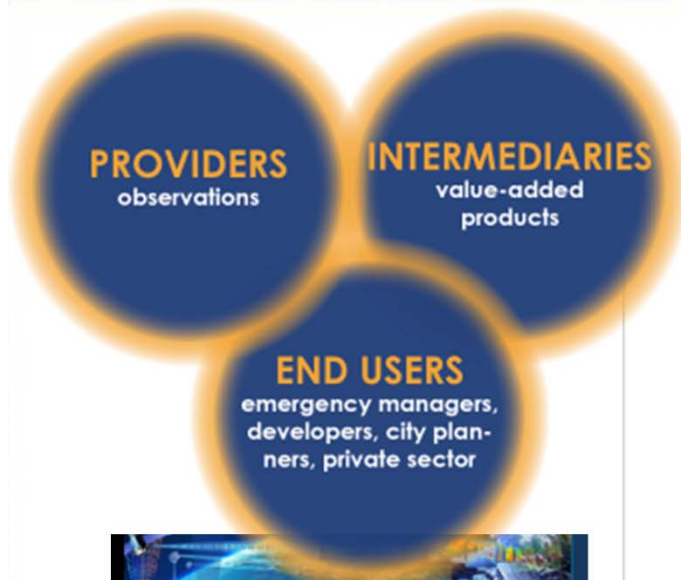 PROVIDERS
observations
INTERMEDIARIES
value-added
products
END USERS
emergency managers,
developers, city plan-
ners, private sector